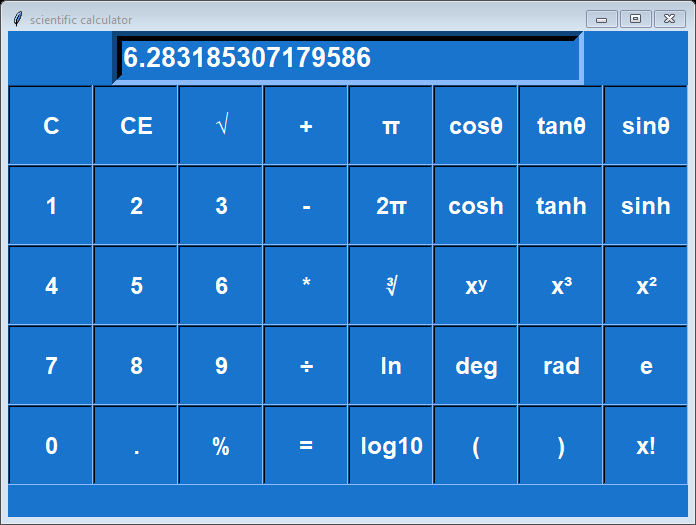 scientific calculator
6.283185307179586
C CE √ + π cosθ tanθ sinθ
1 2 3 - 2π cosh tanh sinh
4 5 6 * ∛ xʸ x³ x²
7 8 9 ÷ ln deg rad e
0 . % = log10 ( ) x!